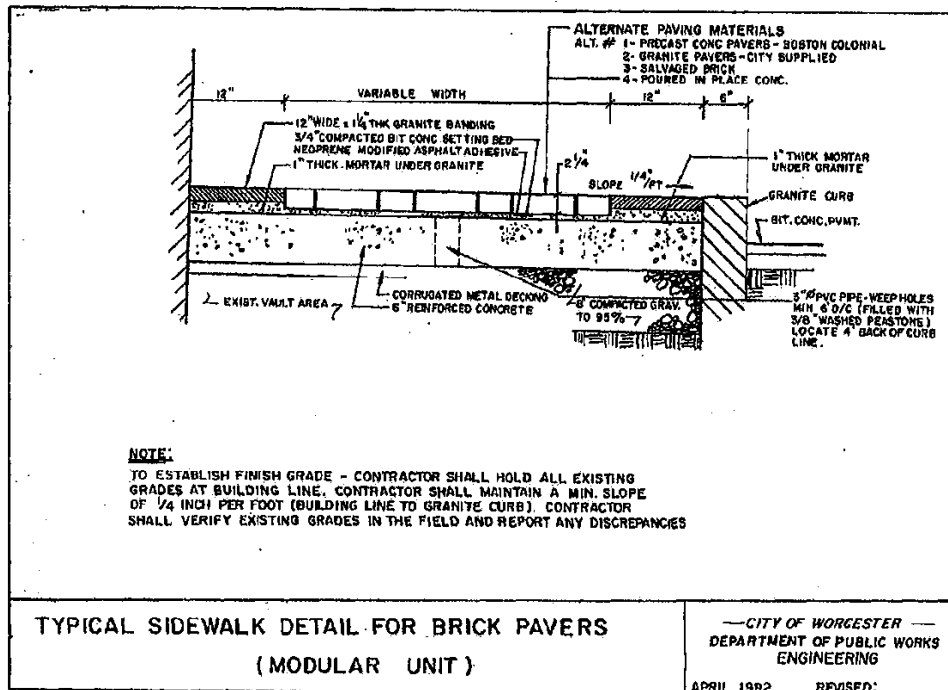 ALTERNATE PAVING MATERIALS
ALT. # 1- PRECAST CONC PAVERS - BOSTON COLONIAL
2- GRANITE PAVERS-CITY SUPPLIED
3- SALVAGED BRICK
4- POURED IN PLACE CONC.
12"
VARIABLE WIDTH
12"
6"
12" WIDE x 1 1/4" THK GRANITE BANDING
3/4" COMPACTED BIT CONC SETTING BED
NEOPRENE MODIFIED ASPHALT ADHESIVE
1" THICK MORTAR UNDER GRANITE
2 1/4"
SLOPE 1/4"/FT
1" THICK MORTAR
UNDER GRANITE
GRANITE CURB
BIT. CONC. PVMT.
EXIST. VAULT AREA
CORRUGATED METAL DECKING
6" REINFORCED CONCRETE
8" COMPACTED GRAV.
TO 95%
3" Ø PVC PIPE-WEEP HOLES
MIN. 6' O/C (FILLED WITH
3/8" WASHED PEASTONE)
LOCATE 4' BACK OF CURB
LINE.
NOTE:
TO ESTABLISH FINISH GRADE - CONTRACTOR SHALL HOLD ALL EXISTING
GRADES AT BUILDING LINE. CONTRACTOR SHALL MAINTAIN A MIN. SLOPE
OF 1/4 INCH PER FOOT (BUILDING LINE TO GRANITE CURB). CONTRACTOR
SHALL VERIFY EXISTING GRADES IN THE FIELD AND REPORT ANY DISCREPANCIES
TYPICAL SIDEWALK DETAIL FOR BRICK PAVERS
(MODULAR UNIT)
—CITY OF WORCESTER—
DEPARTMENT OF PUBLIC WORKS
ENGINEERING
APRIL 1992 REVISED: